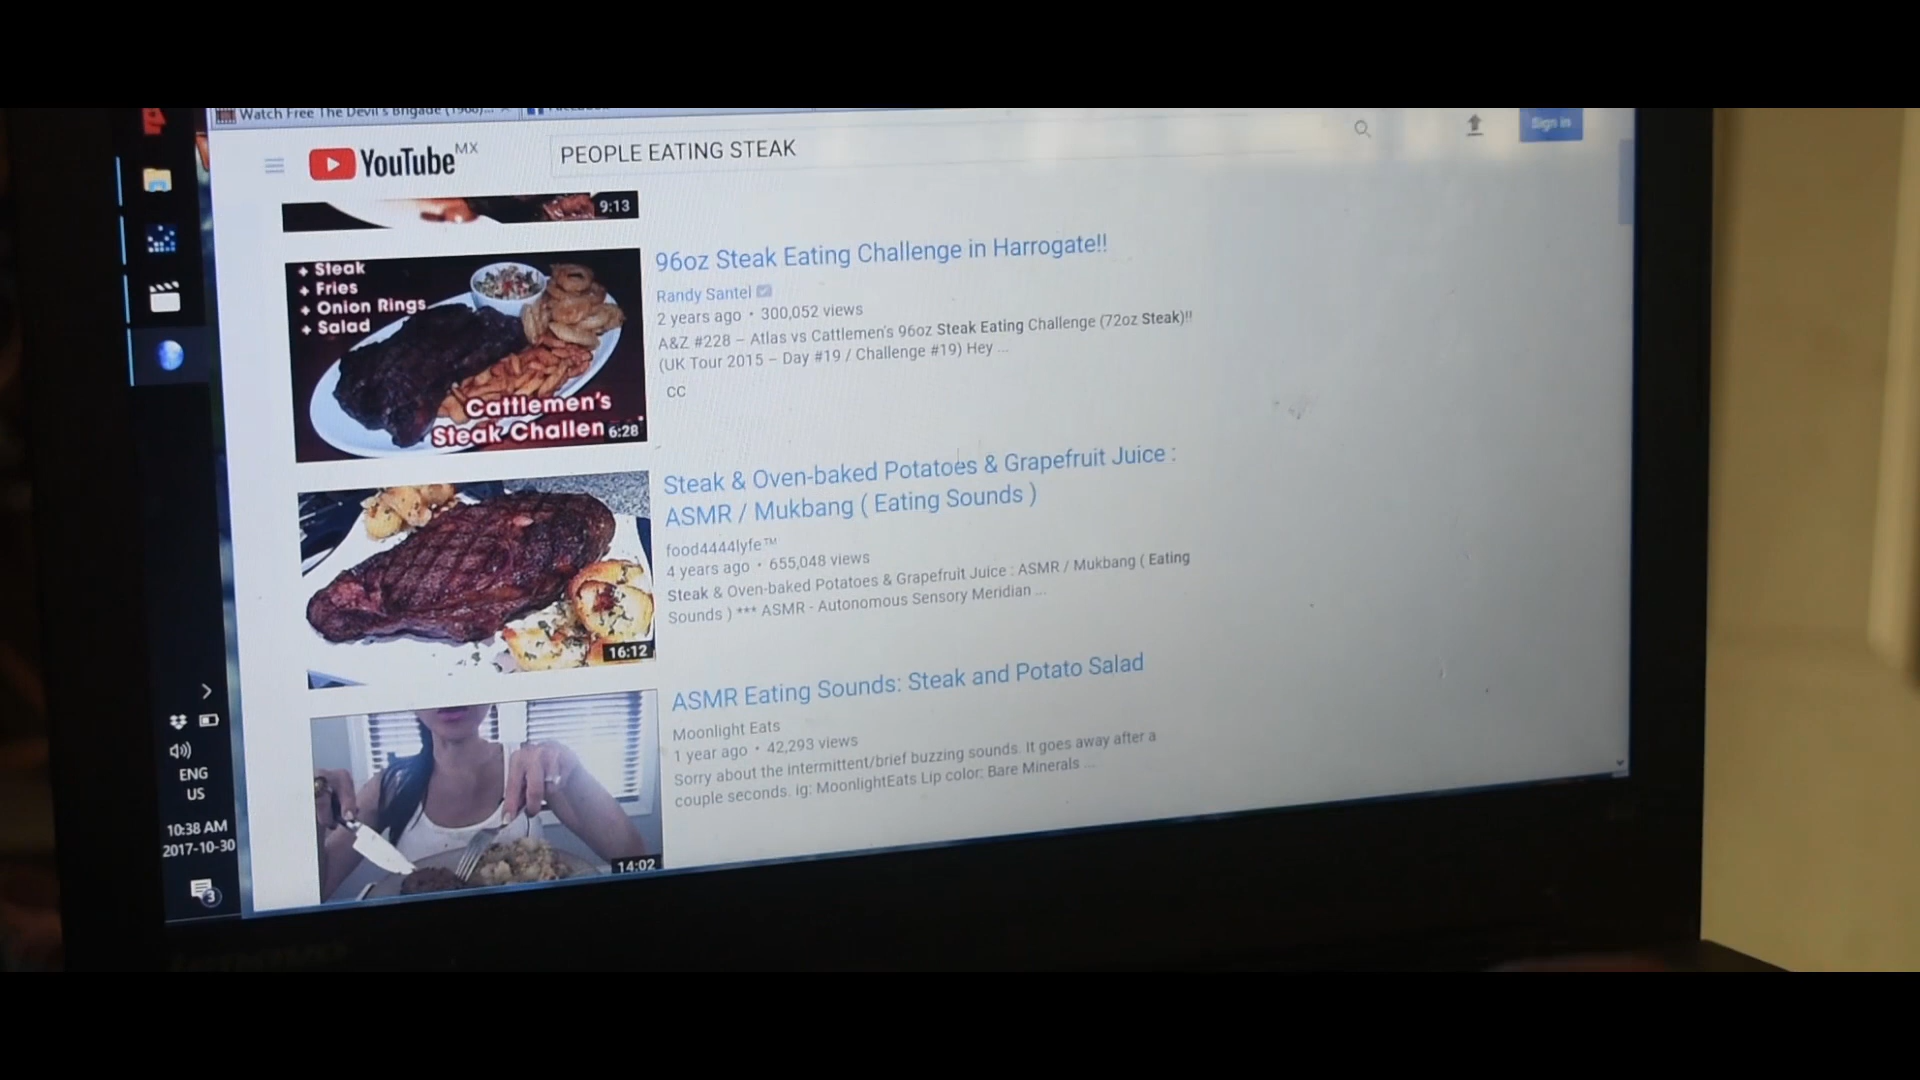 Watch Free The Devil's Brigade (1968)...
YouTube MX
PEOPLE EATING STEAK
Sign in
9:13
+ Steak
+ Fries
+ Onion Rings
+ Salad
Cattlemen's
Steak Challen
6:28
96oz Steak Eating Challenge in Harrogate!!
Randy Santel
2 years ago • 300,052 views
A&Z #228 – Atlas vs Cattlemen's 96oz Steak Eating Challenge (72oz Steak)!!
(UK Tour 2015 – Day #19 / Challenge #19) Hey ...
CC
16:12
Steak & Oven-baked Potatoes & Grapefruit Juice :
ASMR / Mukbang ( Eating Sounds )
food4444lyfe™
4 years ago • 655,048 views
Steak & Oven-baked Potatoes & Grapefruit Juice : ASMR / Mukbang ( Eating
Sounds ) *** ASMR - Autonomous Sensory Meridian ...
14:02
ASMR Eating Sounds: Steak and Potato Salad
Moonlight Eats
1 year ago • 42,293 views
Sorry about the intermittent/brief buzzing sounds. It goes away after a
couple seconds. ig: MoonlightEats Lip color: Bare Minerals ...
ENG
US
10:38 AM
2017-10-30
3